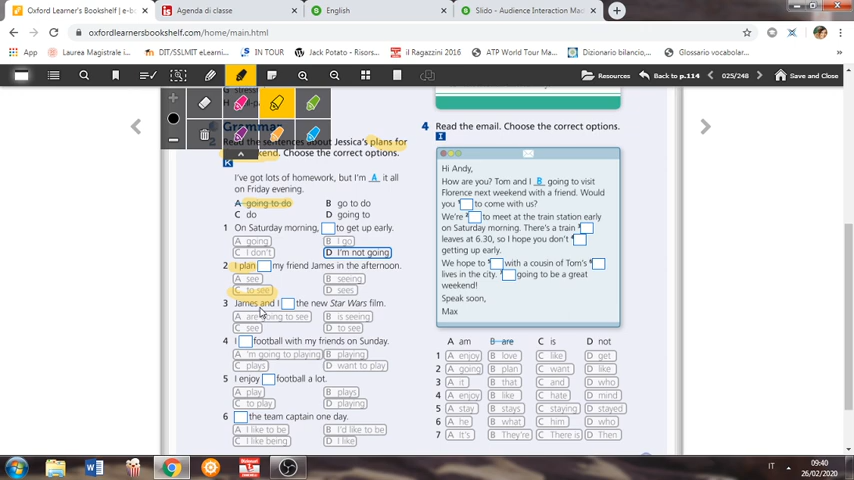 Oxford Learner's Bookshelf | e-b
Agenda di classe
English
Slido - Audience Interaction Ma
oxfordlearnersbookshelf.com/home/main.html
App
Laurea Magistrale i...
DIT/SSLMIT eLearni...
IN TOUR
Jack Potato - Risors...
il Ragazzini 2016
ATP World Tour Ma...
Dizionario bilancio,...
Glossario vocabolar...
Resources
Back to p.114
025/248
Save and Close
G stress
H
Grammar
2 Read the sentences about Jessica's plans for
weekend. Choose the correct options.
K
I've got lots of homework, but I'm A it all
on Friday evening.
A going to do B go to do
C do D going to
1 On Saturday morning, to get up early.
A going B I go
C I don't D I'm not going
2 I plan my friend James in the afternoon.
A see B seeing
C to see D sees
3 James and I the new Star Wars film.
A are going to see B is seeing
C see D to see
4 I football with my friends on Sunday.
A 'm going to playing B playing
C plays D want to play
5 I enjoy football a lot.
A play B plays
C to play D playing
6 the team captain one day.
A I like to be B I'd like to be
C I like being D I like
4 Read the email. Choose the correct options.
I
Hi Andy,
How are you? Tom and I B going to visit
Florence next weekend with a friend. Would
you 1 to come with us?
We're 2 to meet at the train station early
on Saturday morning. There's a train 3
leaves at 6.30, so I hope you don't 4
getting up early.
We hope to 5 with a cousin of Tom's 6
lives in the city. 7 going to be a great
weekend!
Speak soon,
Max
A am B are C is D not
1 A enjoy B love C like D get
2 A going B plan C want D like
3 A it B that C and D who
4 A enjoy B like C hate D mind
5 A stay B stays C staying D stayed
6 A he B what C him D who
7 A It's B They're C There is D Then
IT
09:40
26/02/2020